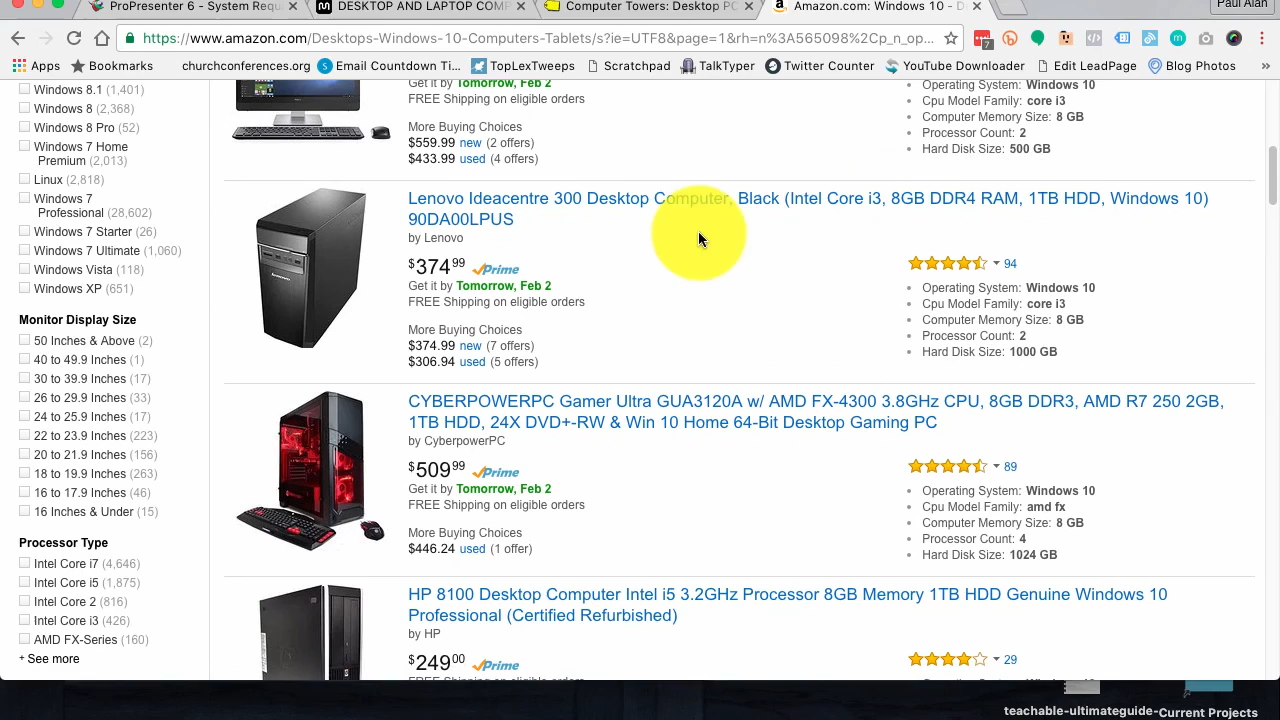 ProPresenter 6 - System Requ
DESKTOP AND LAPTOP COMP
Computer Towers: Desktop PC
Amazon.com: Windows 10 - D
Paul Alan
https://www.amazon.com/Desktops-Windows-10-Computers-Tablets/s?ie=UTF8&page=1&rh=n%3A565098%2Cp_n_op...
7
Apps
Bookmarks
churchconferences.org
Email Countdown Ti...
TopLexTweeps
Scratchpad
TalkTyper
Twitter Counter
YouTube Downloader
Edit LeadPage
Blog Photos
»
Windows 8.1 (1,401)
Windows 8 (2,368)
Windows 8 Pro (52)
Windows 7 Home
Premium (2,013)
Linux (2,818)
Windows 7
Professional (28,602)
Windows 7 Starter (26)
Windows 7 Ultimate (1,060)
Windows Vista (118)
Windows XP (651)
Monitor Display Size
50 Inches & Above (2)
40 to 49.9 Inches (1)
30 to 39.9 Inches (17)
26 to 29.9 Inches (33)
24 to 25.9 Inches (17)
22 to 23.9 Inches (223)
20 to 21.9 Inches (156)
18 to 19.9 Inches (263)
16 to 17.9 Inches (46)
16 Inches & Under (15)
Processor Type
Intel Core i7 (4,646)
Intel Core i5 (1,875)
Intel Core 2 (816)
Intel Core i3 (426)
AMD FX-Series (160)
+ See more
Get it by Tomorrow, Feb 2
FREE Shipping on eligible orders
More Buying Choices
$559.99 new (2 offers)
$433.99 used (4 offers)
Operating System: Windows 10
Cpu Model Family: core i3
Computer Memory Size: 8 GB
Processor Count: 2
Hard Disk Size: 500 GB
Lenovo Ideacentre 300 Desktop Computer, Black (Intel Core i3, 8GB DDR4 RAM, 1TB HDD, Windows 10)
90DA00LPUS
by Lenovo
$374.99 Prime
Get it by Tomorrow, Feb 2
FREE Shipping on eligible orders
More Buying Choices
$374.99 new (7 offers)
$306.94 used (5 offers)
94
Operating System: Windows 10
Cpu Model Family: core i3
Computer Memory Size: 8 GB
Processor Count: 2
Hard Disk Size: 1000 GB
CYBERPOWERPC Gamer Ultra GUA3120A w/ AMD FX-4300 3.8GHz CPU, 8GB DDR3, AMD R7 250 2GB,
1TB HDD, 24X DVD+-RW & Win 10 Home 64-Bit Desktop Gaming PC
by CyberpowerPC
$509.99 Prime
Get it by Tomorrow, Feb 2
FREE Shipping on eligible orders
More Buying Choices
$446.24 used (1 offer)
89
Operating System: Windows 10
Cpu Model Family: amd fx
Computer Memory Size: 8 GB
Processor Count: 4
Hard Disk Size: 1024 GB
HP 8100 Desktop Computer Intel i5 3.2GHz Processor 8GB Memory 1TB HDD Genuine Windows 10
Professional (Certified Refurbished)
by HP
$249.00 Prime
FREE Shipping on eligible orders
29
teachable-ultimateguide-
Current Projects